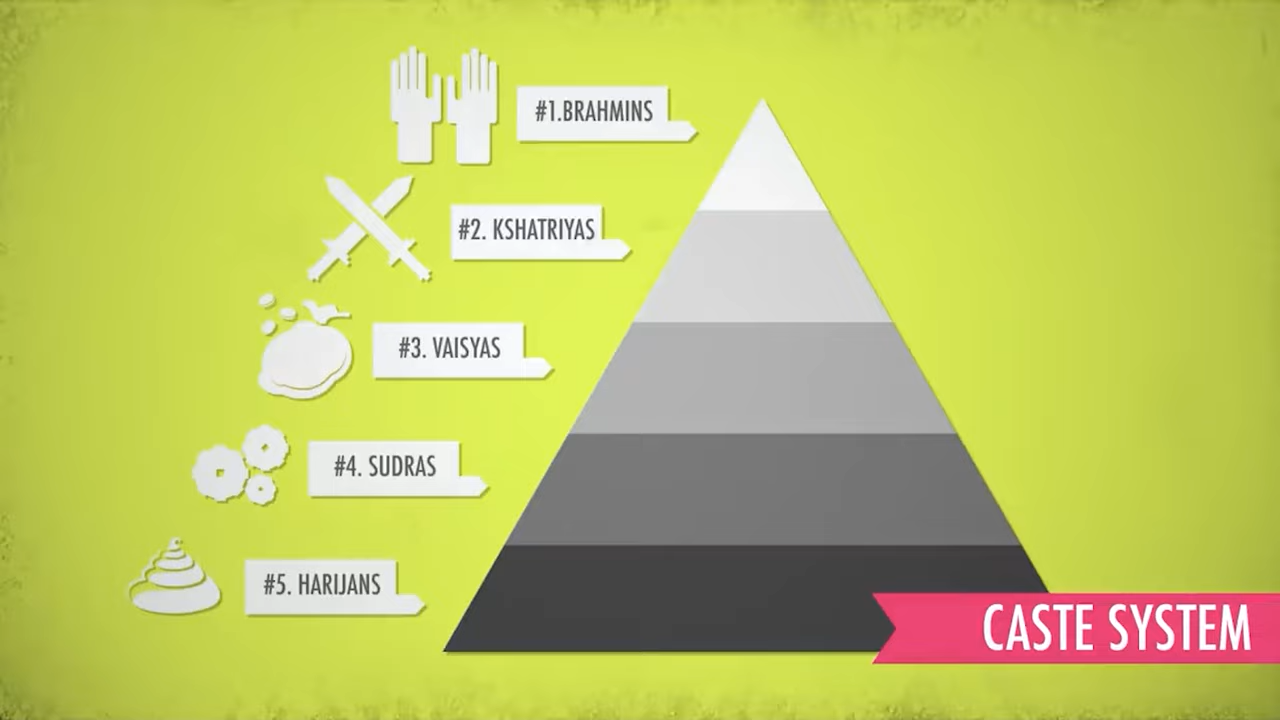 #1.BRAHMINS
#2. KSHATRIYAS
#3. VAISYAS
#4. SUDRAS
#5. HARIJANS
CASTE SYSTEM